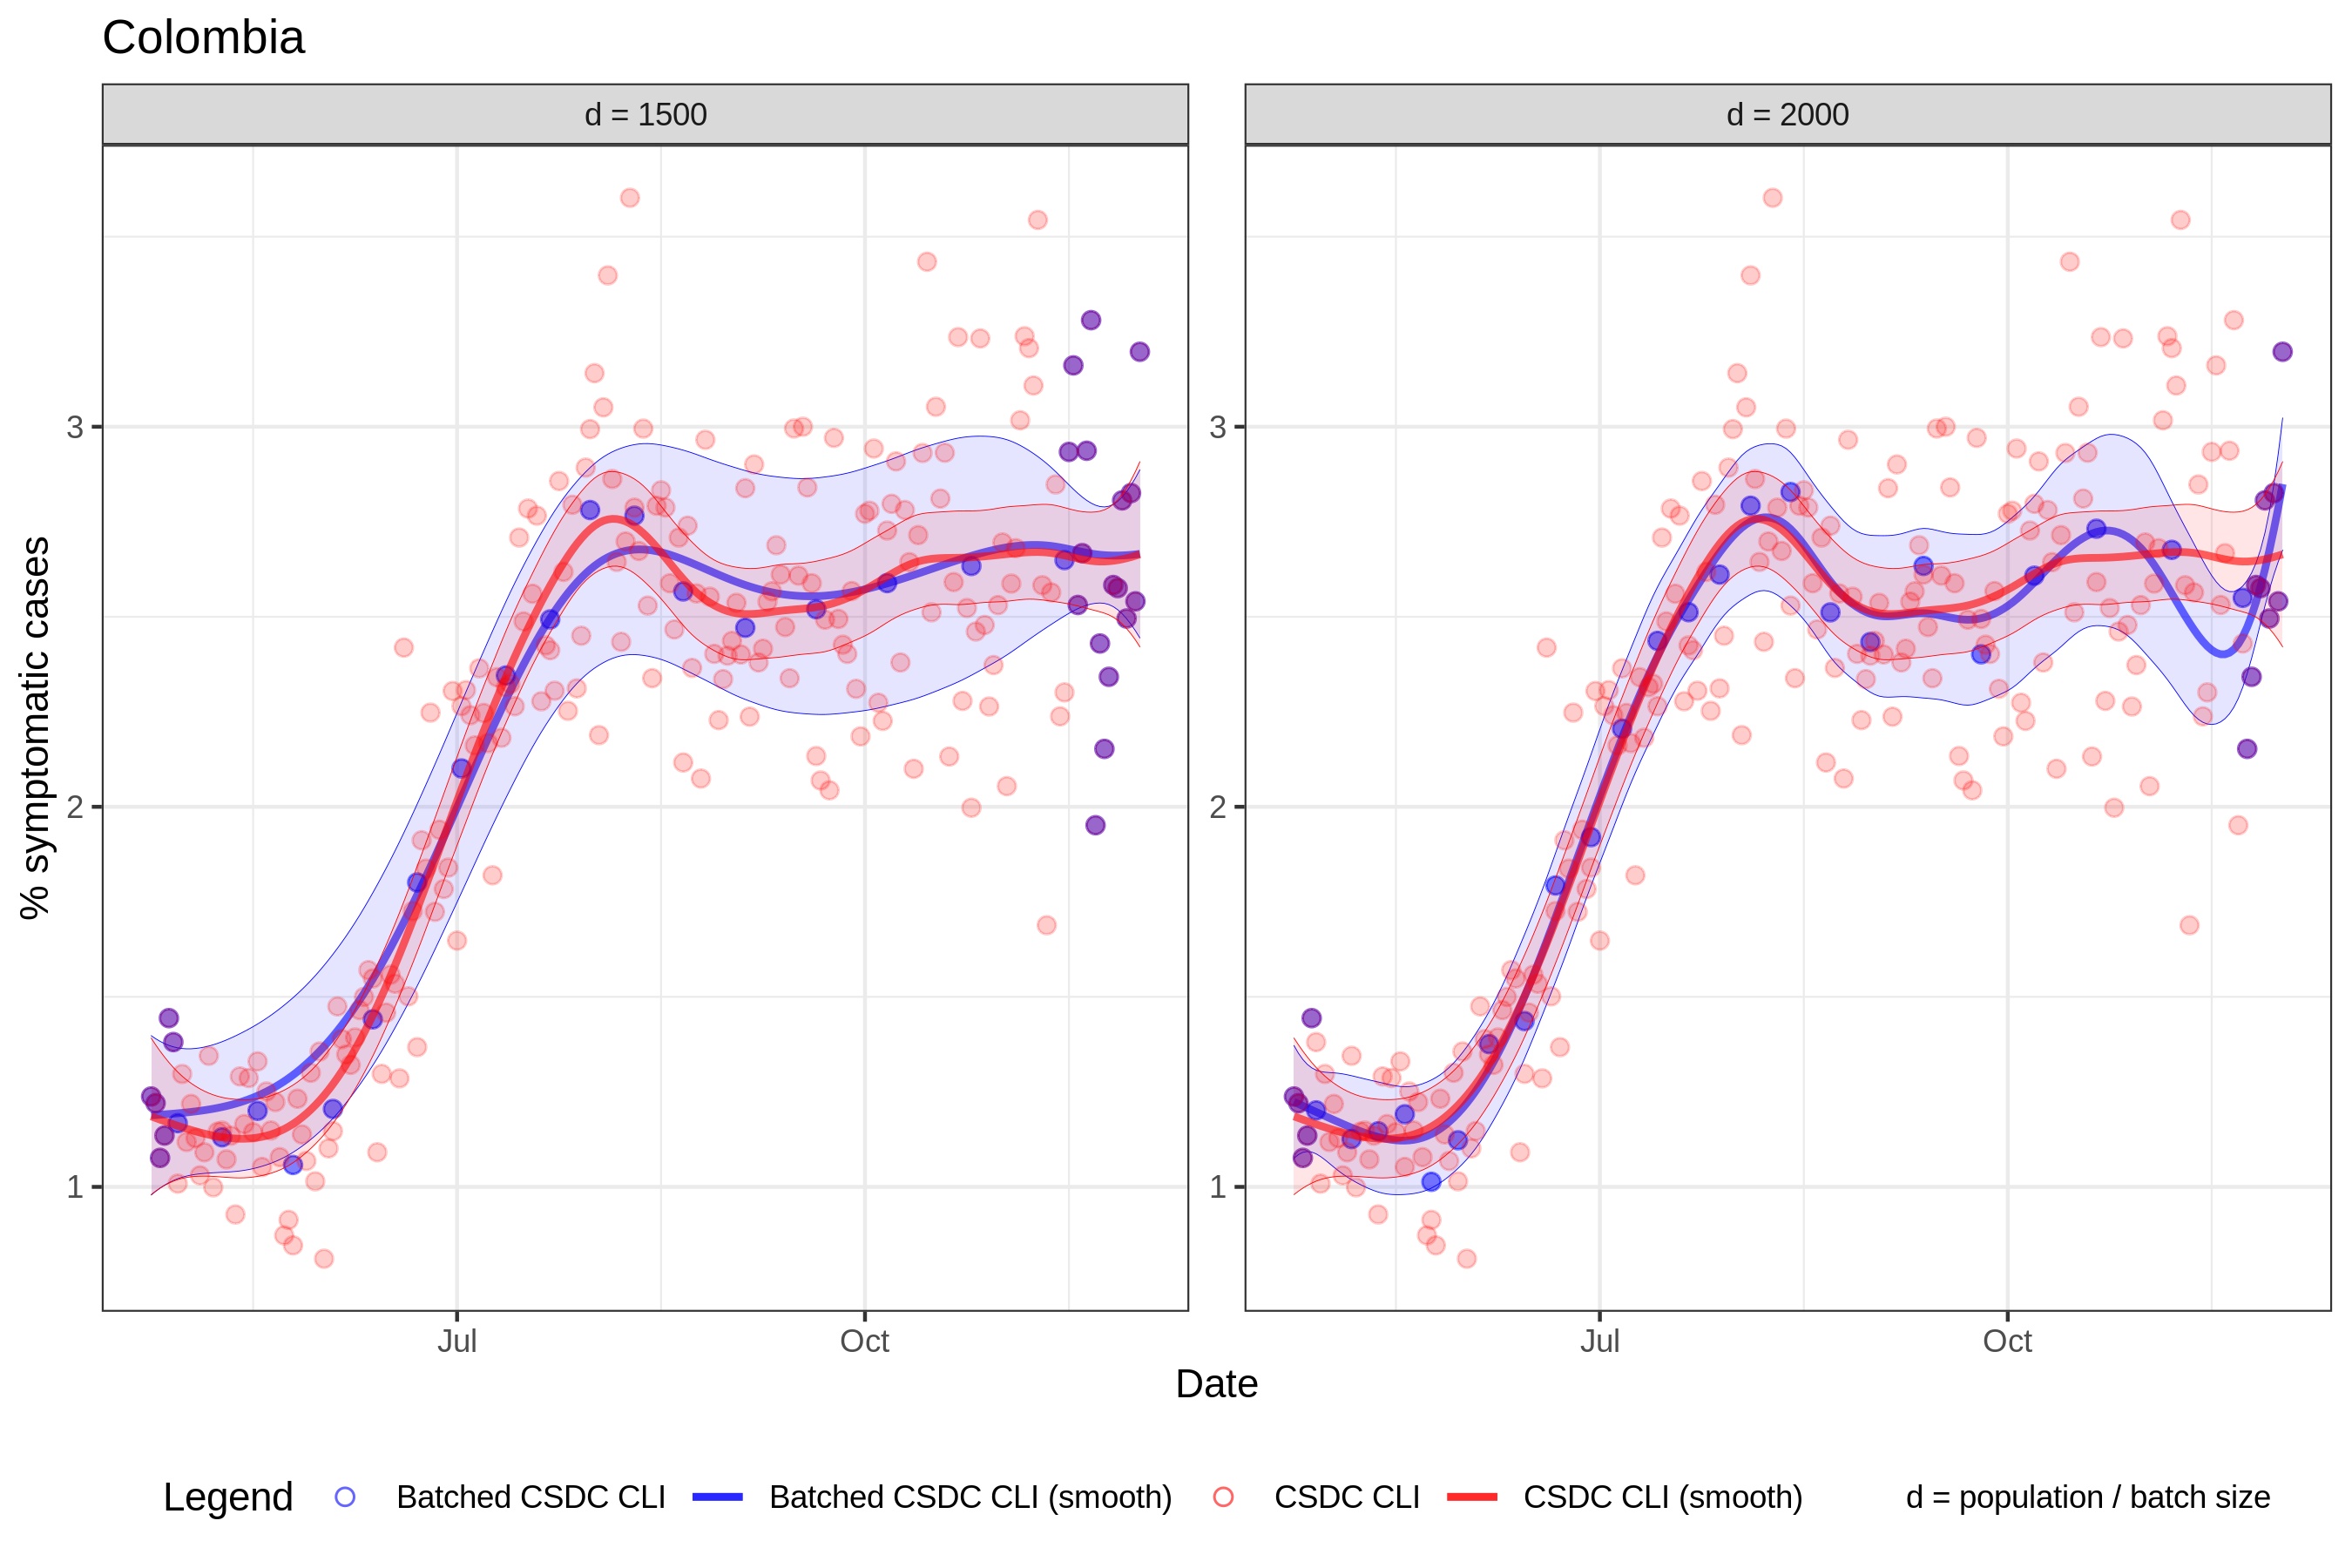 Colombia
d = 1500
d = 2000
% symptomatic cases
3
2
1
3
2
1
Jul
Oct
Jul
Oct
Date
Legend
Batched CSDC CLI
Batched CSDC CLI (smooth)
CSDC CLI
CSDC CLI (smooth)
d = population / batch size